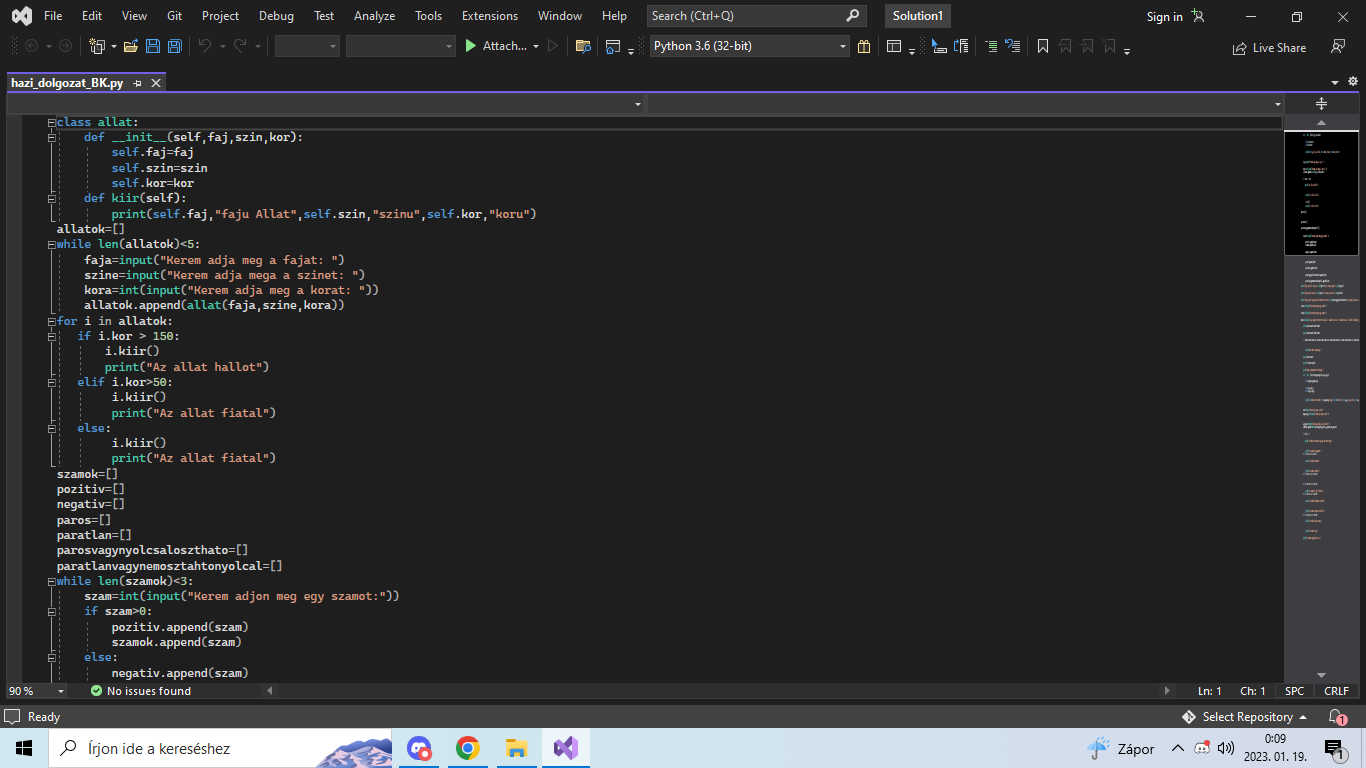 File Edit View Git Project Debug Test Analyze Tools Extensions Window Help Search (Ctrl+Q) Solution1 Sign in
Attach... Python 3.6 (32-bit) Live Share
hazi_dolgozat_BK.py
class allat:
    def __init__(self,faj,szin,kor):
        self.faj=faj
        self.szin=szin
        self.kor=kor
    def kiir(self):
        print(self.faj,"faju Allat",self.szin,"szinu",self.kor,"koru")
allatok=[]
while len(allatok)<5:
    faja=input("Kerem adja meg a fajat: ")
    szine=input("Kerem adja mega a szinet: ")
    kora=int(input("Kerem adja meg a korat: "))
    allatok.append(allat(faja,szine,kora))
for i in allatok:
   if i.kor > 150:
       i.kiir()
       print("Az allat hallot")
   elif i.kor>50:
        i.kiir()
        print("Az allat fiatal")
   else:
        i.kiir()
        print("Az allat fiatal")
szamok=[]
pozitiv=[]
negativ=[]
paros=[]
paratlan=[]
parosvagynyolcsaloszthato=[]
paratlanvagynemosztahtonyolcal=[]
while len(szamok)<3:
    szam=int(input("Kerem adjon meg egy szamot:"))
    if szam>0:
        pozitiv.append(szam)
        szamok.append(szam)
    else:
        negativ.append(szam)
90 % No issues found Ln: 1 Ch: 1 SPC CRLF
Ready Select Repository 1
Írjon ide a kereséshez Zápor 0:09
2023. 01. 19. 1